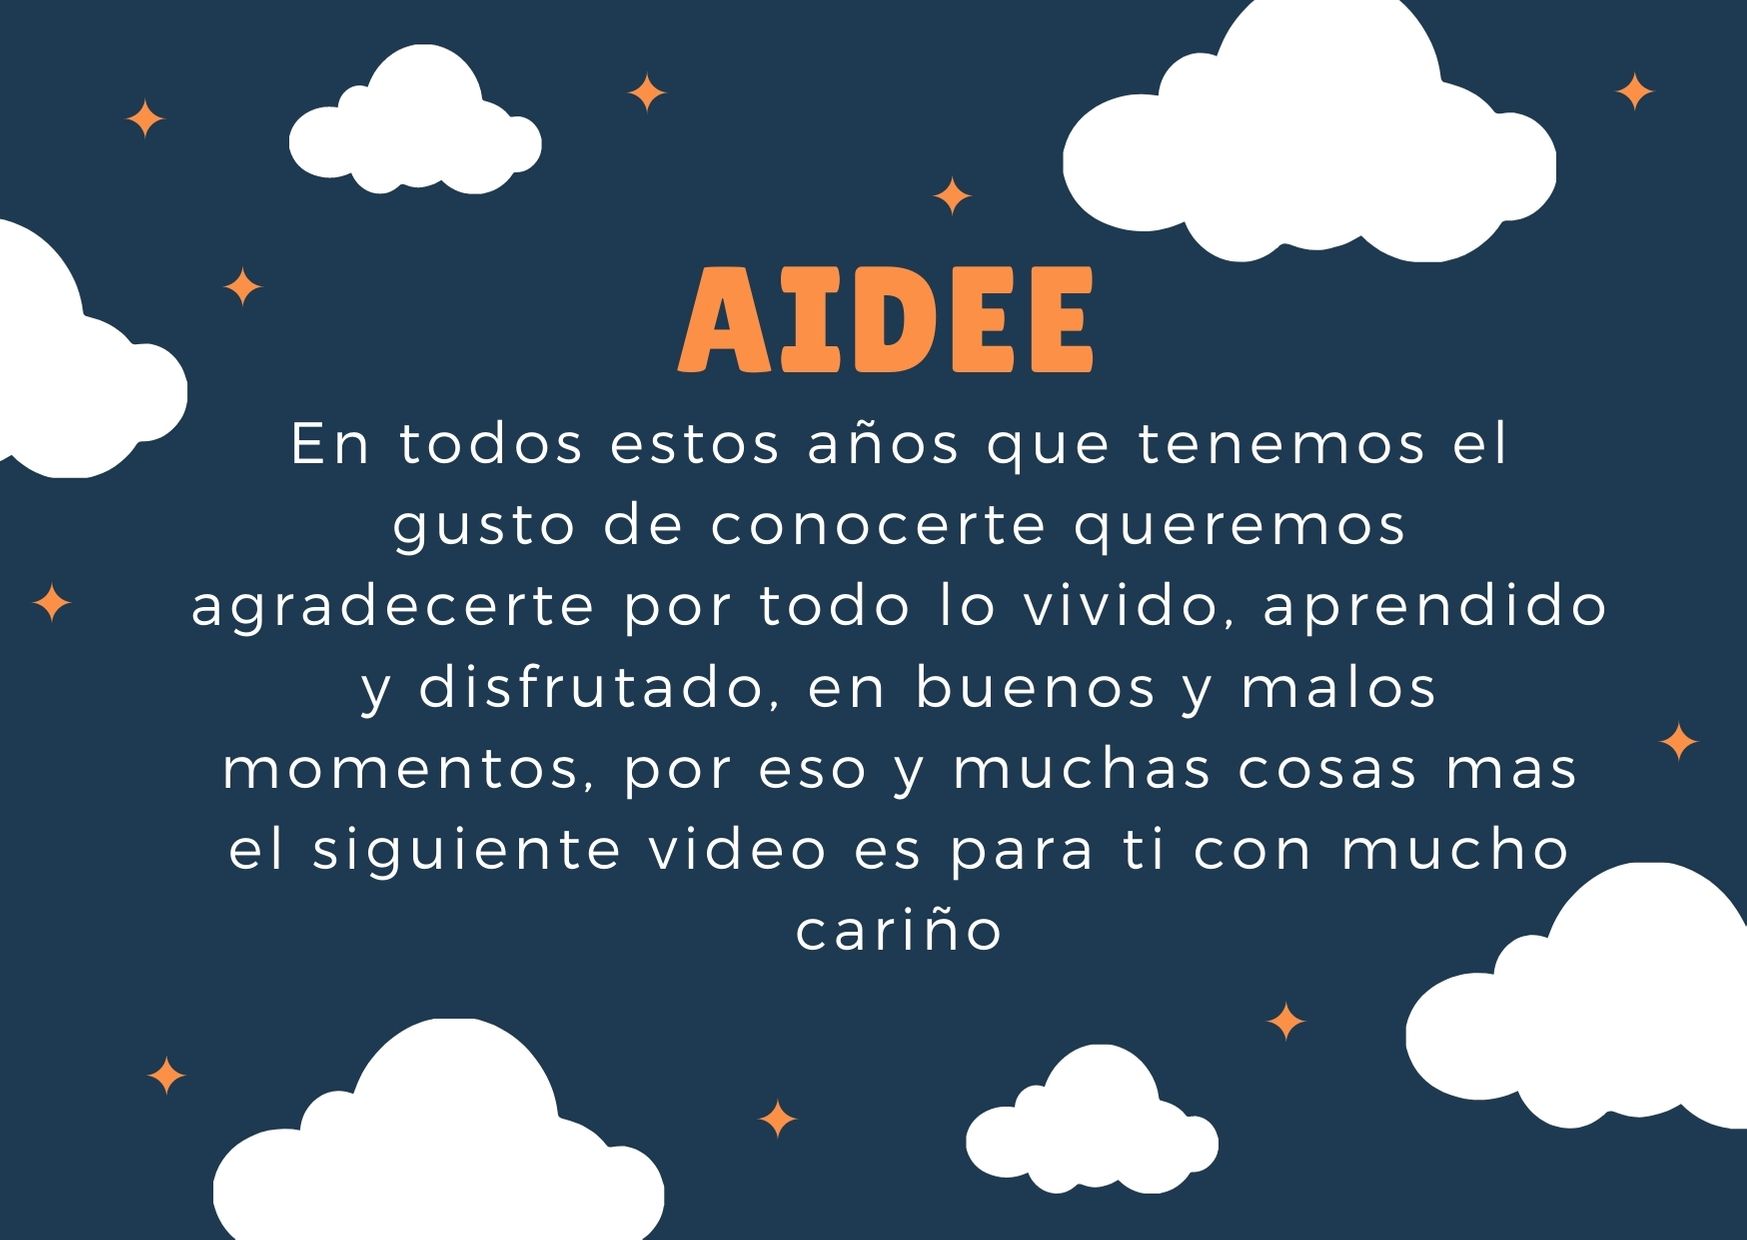 AIDEE
En todos estos años que tenemos el
gusto de conocerte queremos
agradecerte por todo lo vivido, aprendido
y disfrutado, en buenos y malos
momentos, por eso y muchas cosas mas
el siguiente video es para ti con mucho
cariño